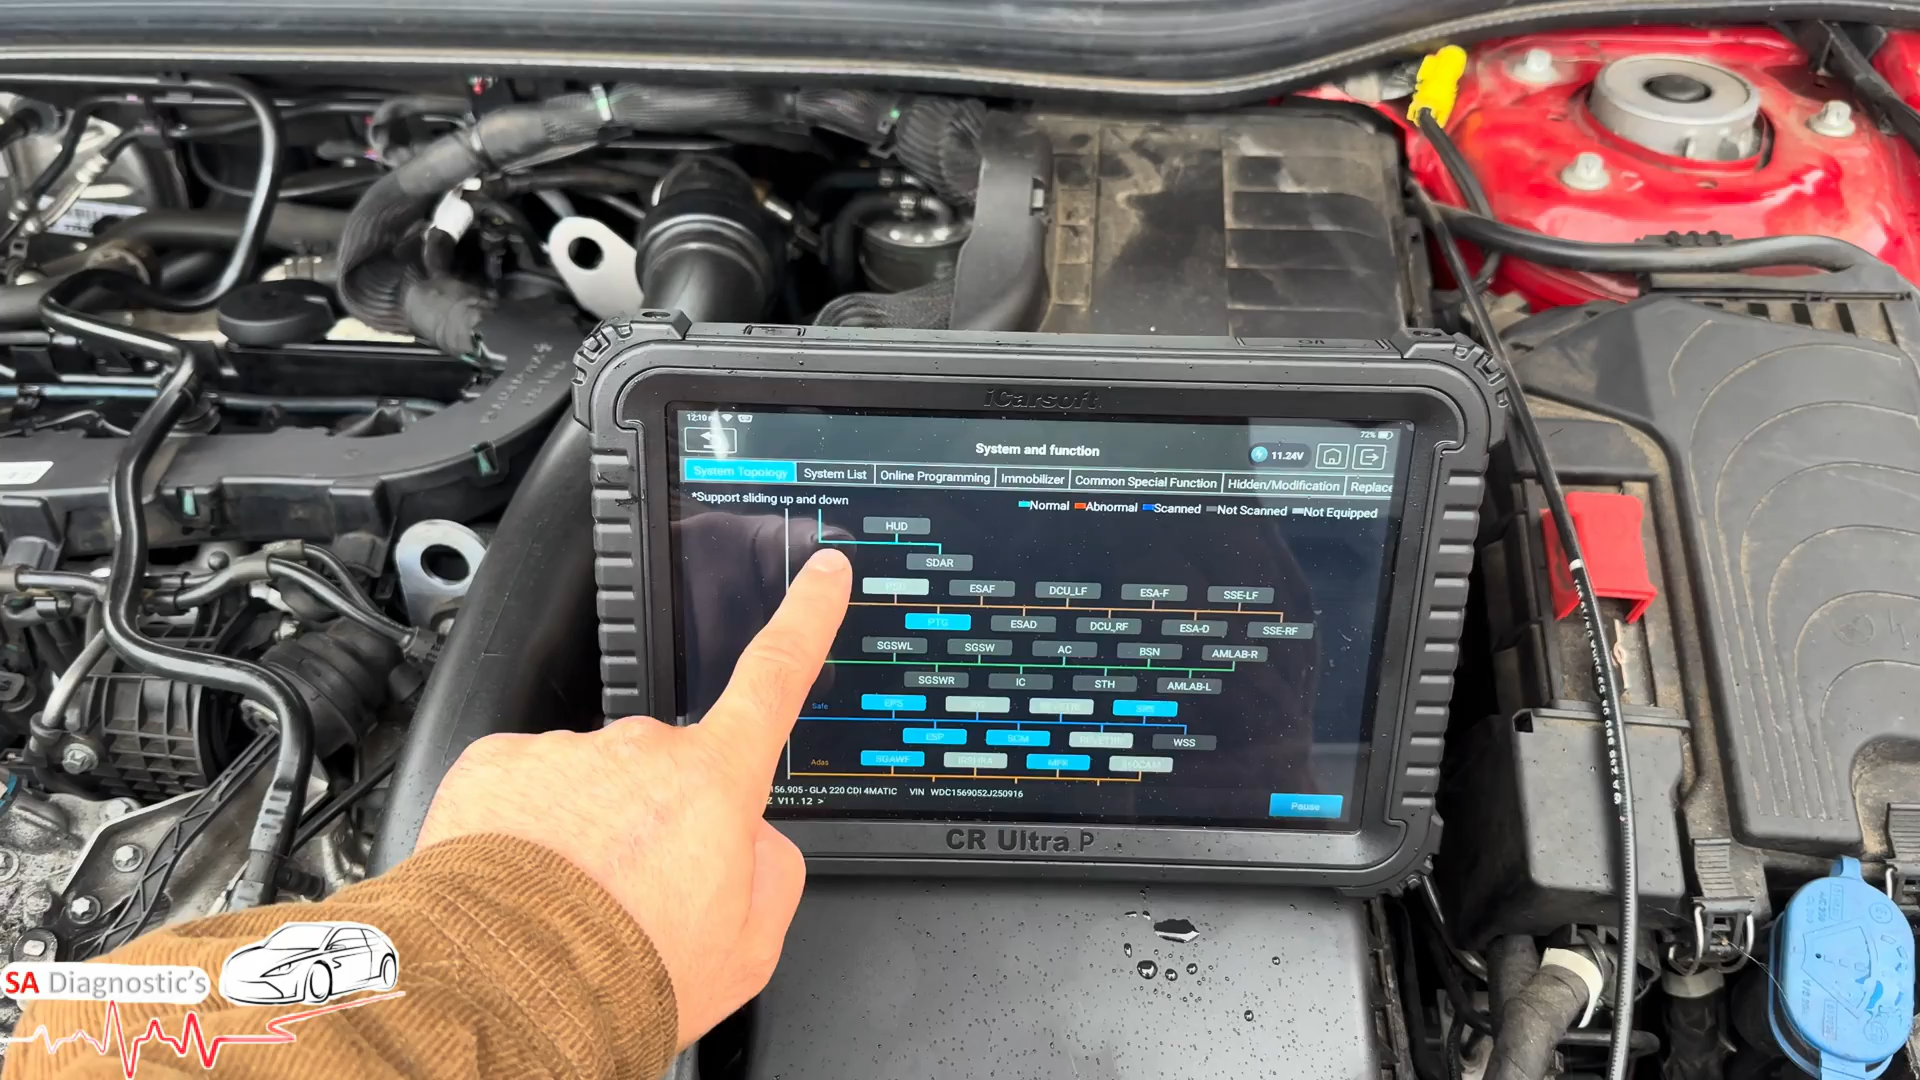 iCarsoft
12:10
72%
System and function
11.24V
System Topology
System List
Online Programming
Immobilizer
Common Special Function
Hidden/Modification
Replace
*Support sliding up and down
Normal
Abnormal
Scanned
Not Scanned
Not Equipped
HUD
SDAR
ESAF
DCU_LF
ESA-F
SSE-LF
PTG
ESAD
DCU_RF
ESA-D
SSE-RF
SGSWL
SGSW
AC
BSN
AMLAB-R
SGSWR
IC
STH
AMLAB-L
Safe
EPS
SRS
ESP
SCM
WSS
Adas
SGAWF
MPK
360CAM
156.905 - GLA 220 CDI 4MATIC VIN WDC1569052J250916
Z V11.12 >
Pause
CR Ultra P
SA Diagnostic's